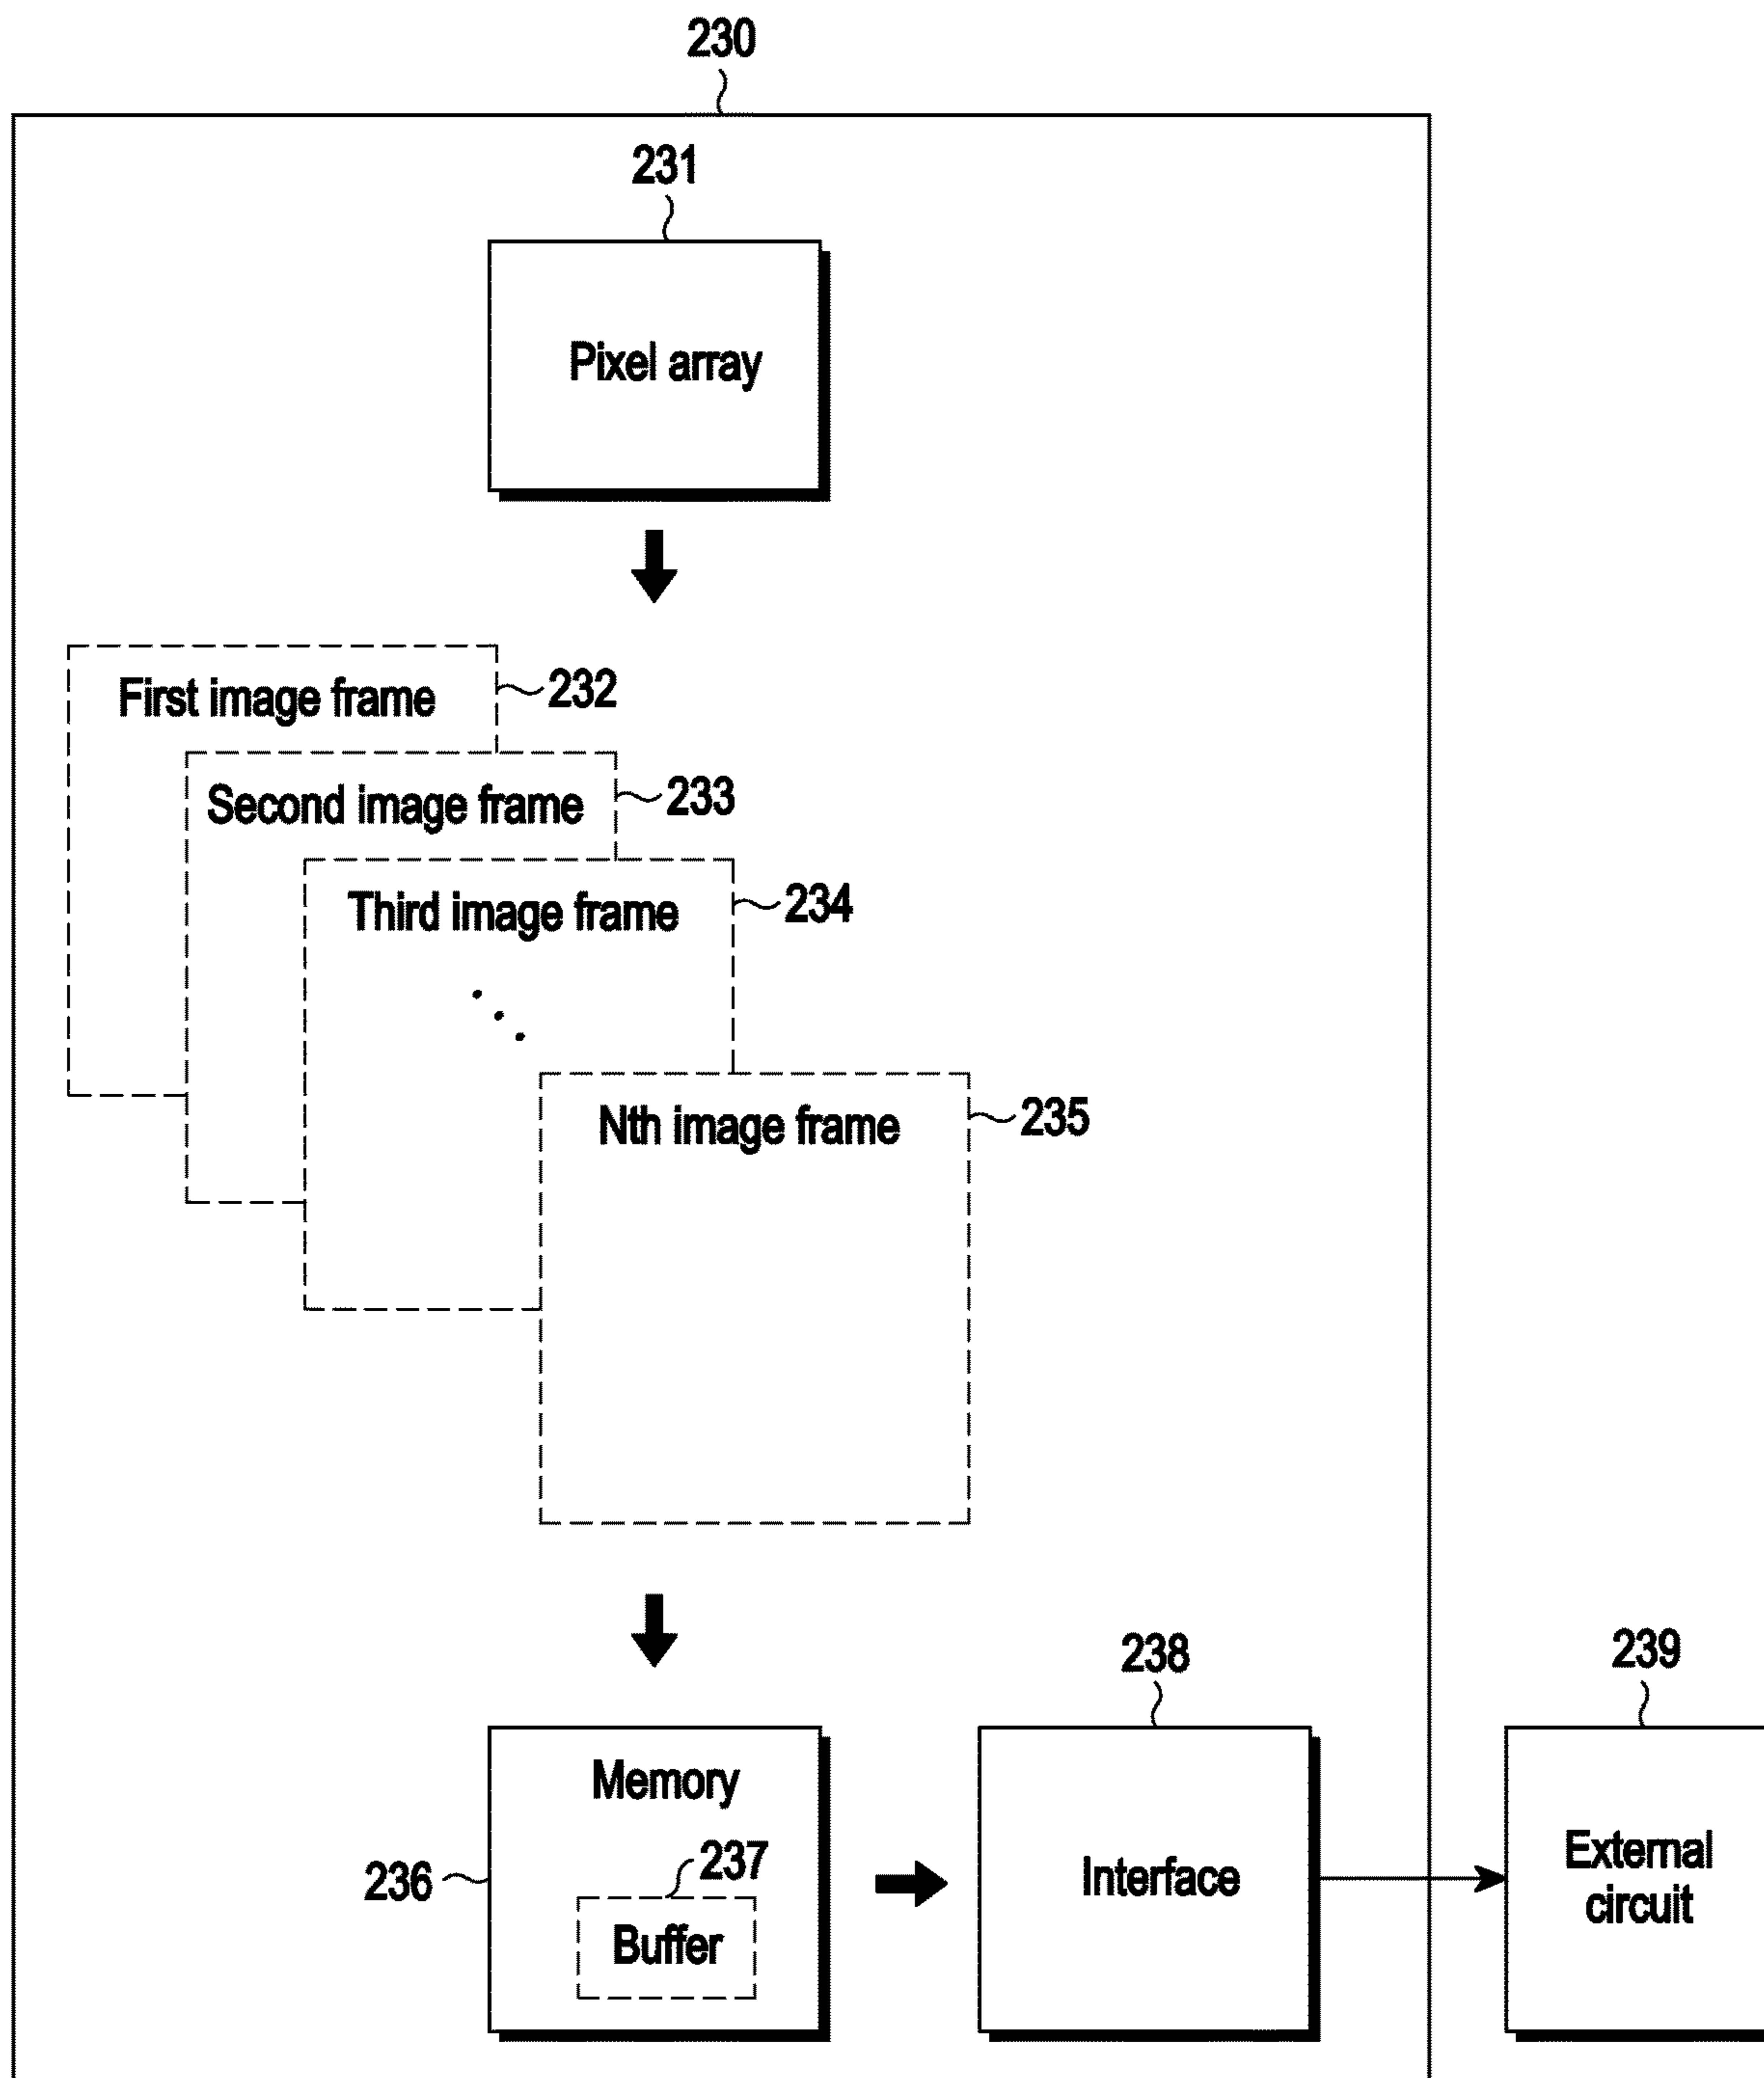 230
231
Pixel array
First image frame
232
Second image frame
233
Third image frame
234
Nth image frame
235
238
239
Memory
237
236
Buffer
Interface
External
circuit